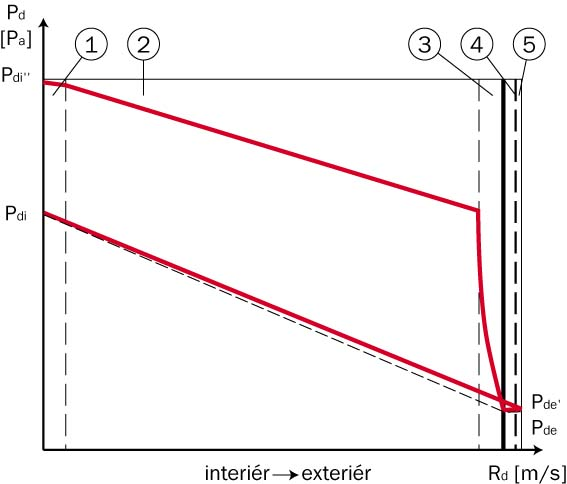 Pd
[Pa]
1
2
3
4
5
Pdi''
Pdi
Pde'
Pde
interiér→exteriér
Rd [m/s]